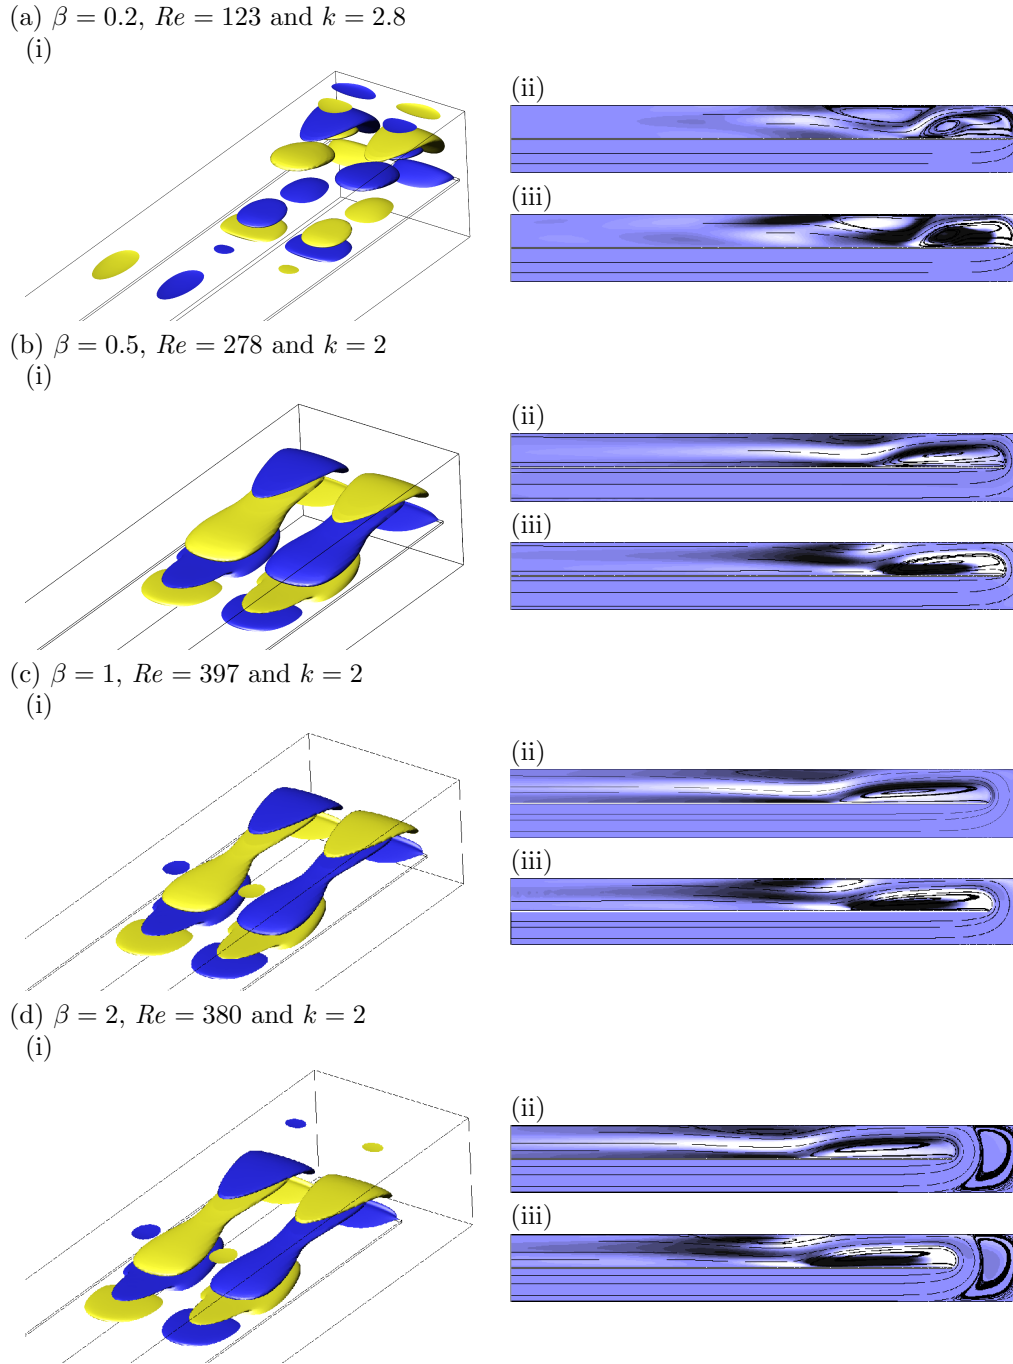 (a) β = 0.2, Re = 123 and k = 2.8
(i)
(ii)
(iii)
(b) β = 0.5, Re = 278 and k = 2
(i)
(ii)
(iii)
(c) β = 1, Re = 397 and k = 2
(i)
(ii)
(iii)
(d) β = 2, Re = 380 and k = 2
(i)
(ii)
(iii)